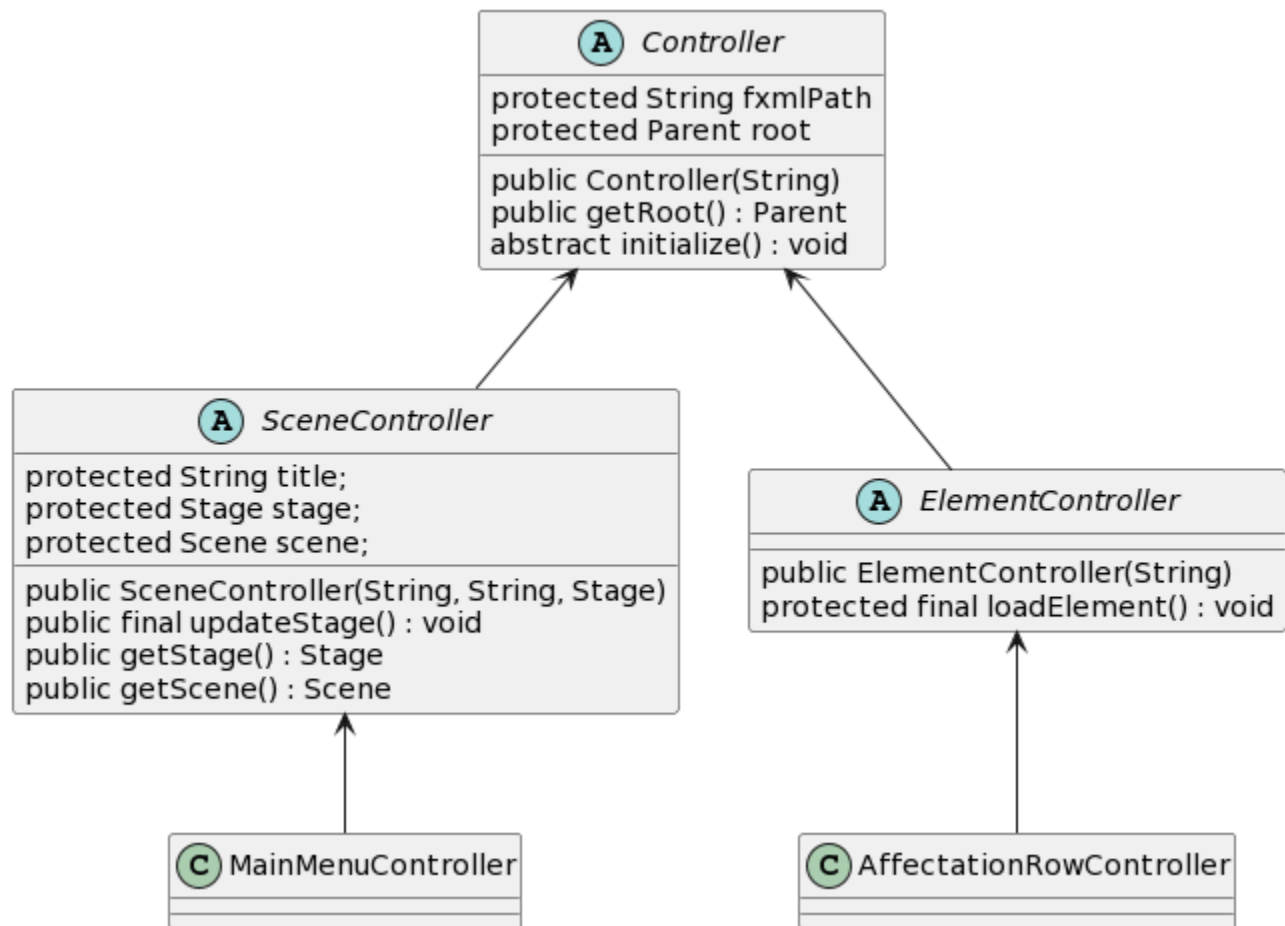 A Controller
protected String fxmlPath
protected Parent root
public Controller(String)
public getRoot() : Parent
abstract initialize() : void
A SceneController
protected String title;
protected Stage stage;
protected Scene scene;
public SceneController(String, String, Stage)
public final updateStage() : void
public getStage() : Stage
public getScene() : Scene
A ElementController
public ElementController(String)
protected final loadElement() : void
C MainMenuController
C AffectationRowController